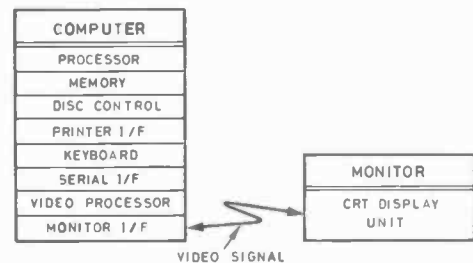 COMPUTER
PROCESSOR
MEMORY
DISC CONTROL
PRINTER I/F
KEYBOARD
SERIAL I/F
VIDEO PROCESSOR
MONITOR I/F
VIDEO SIGNAL
MONITOR
CRT DISPLAY
UNIT